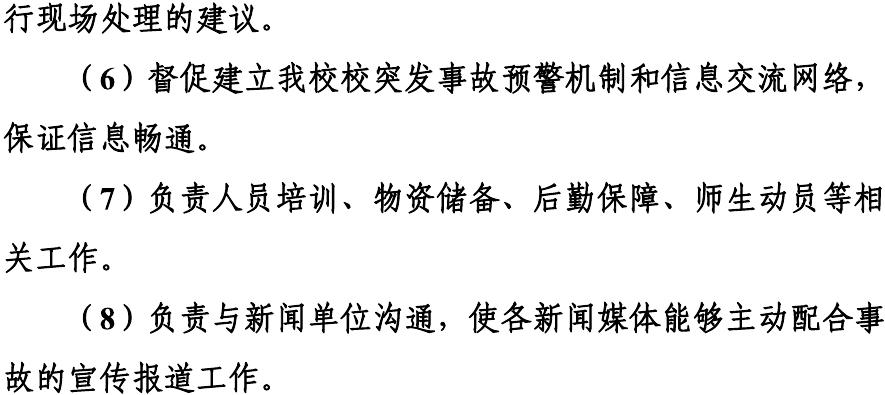 行现场处理的建议。
（6）督促建立我校校突发事故预警机制和信息交流网络，
保证信息畅通。
（7）负责人员培训、物资储备、后勤保障、师生动员等相
关工作。
（8）负责与新闻单位沟通，使各新闻媒体能够主动配合事
故的宣传报道工作。